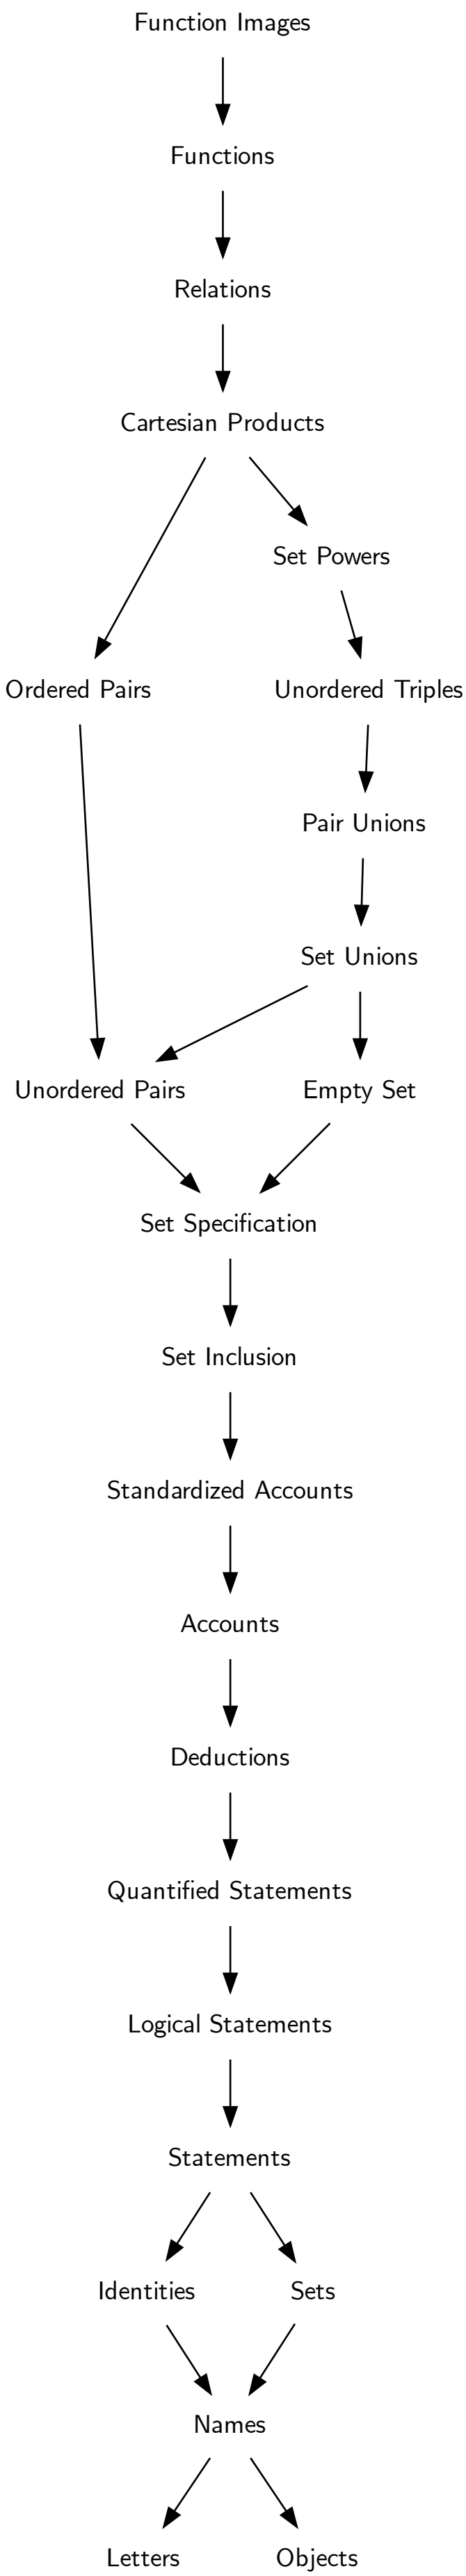 Function Images
Functions
Relations
Cartesian Products
Set Powers
Ordered Pairs
Unordered Triples
Pair Unions
Set Unions
Unordered Pairs
Empty Set
Set Specification
Set Inclusion
Standardized Accounts
Accounts
Deductions
Quantified Statements
Logical Statements
Statements
Identities
Sets
Names
Letters
Objects